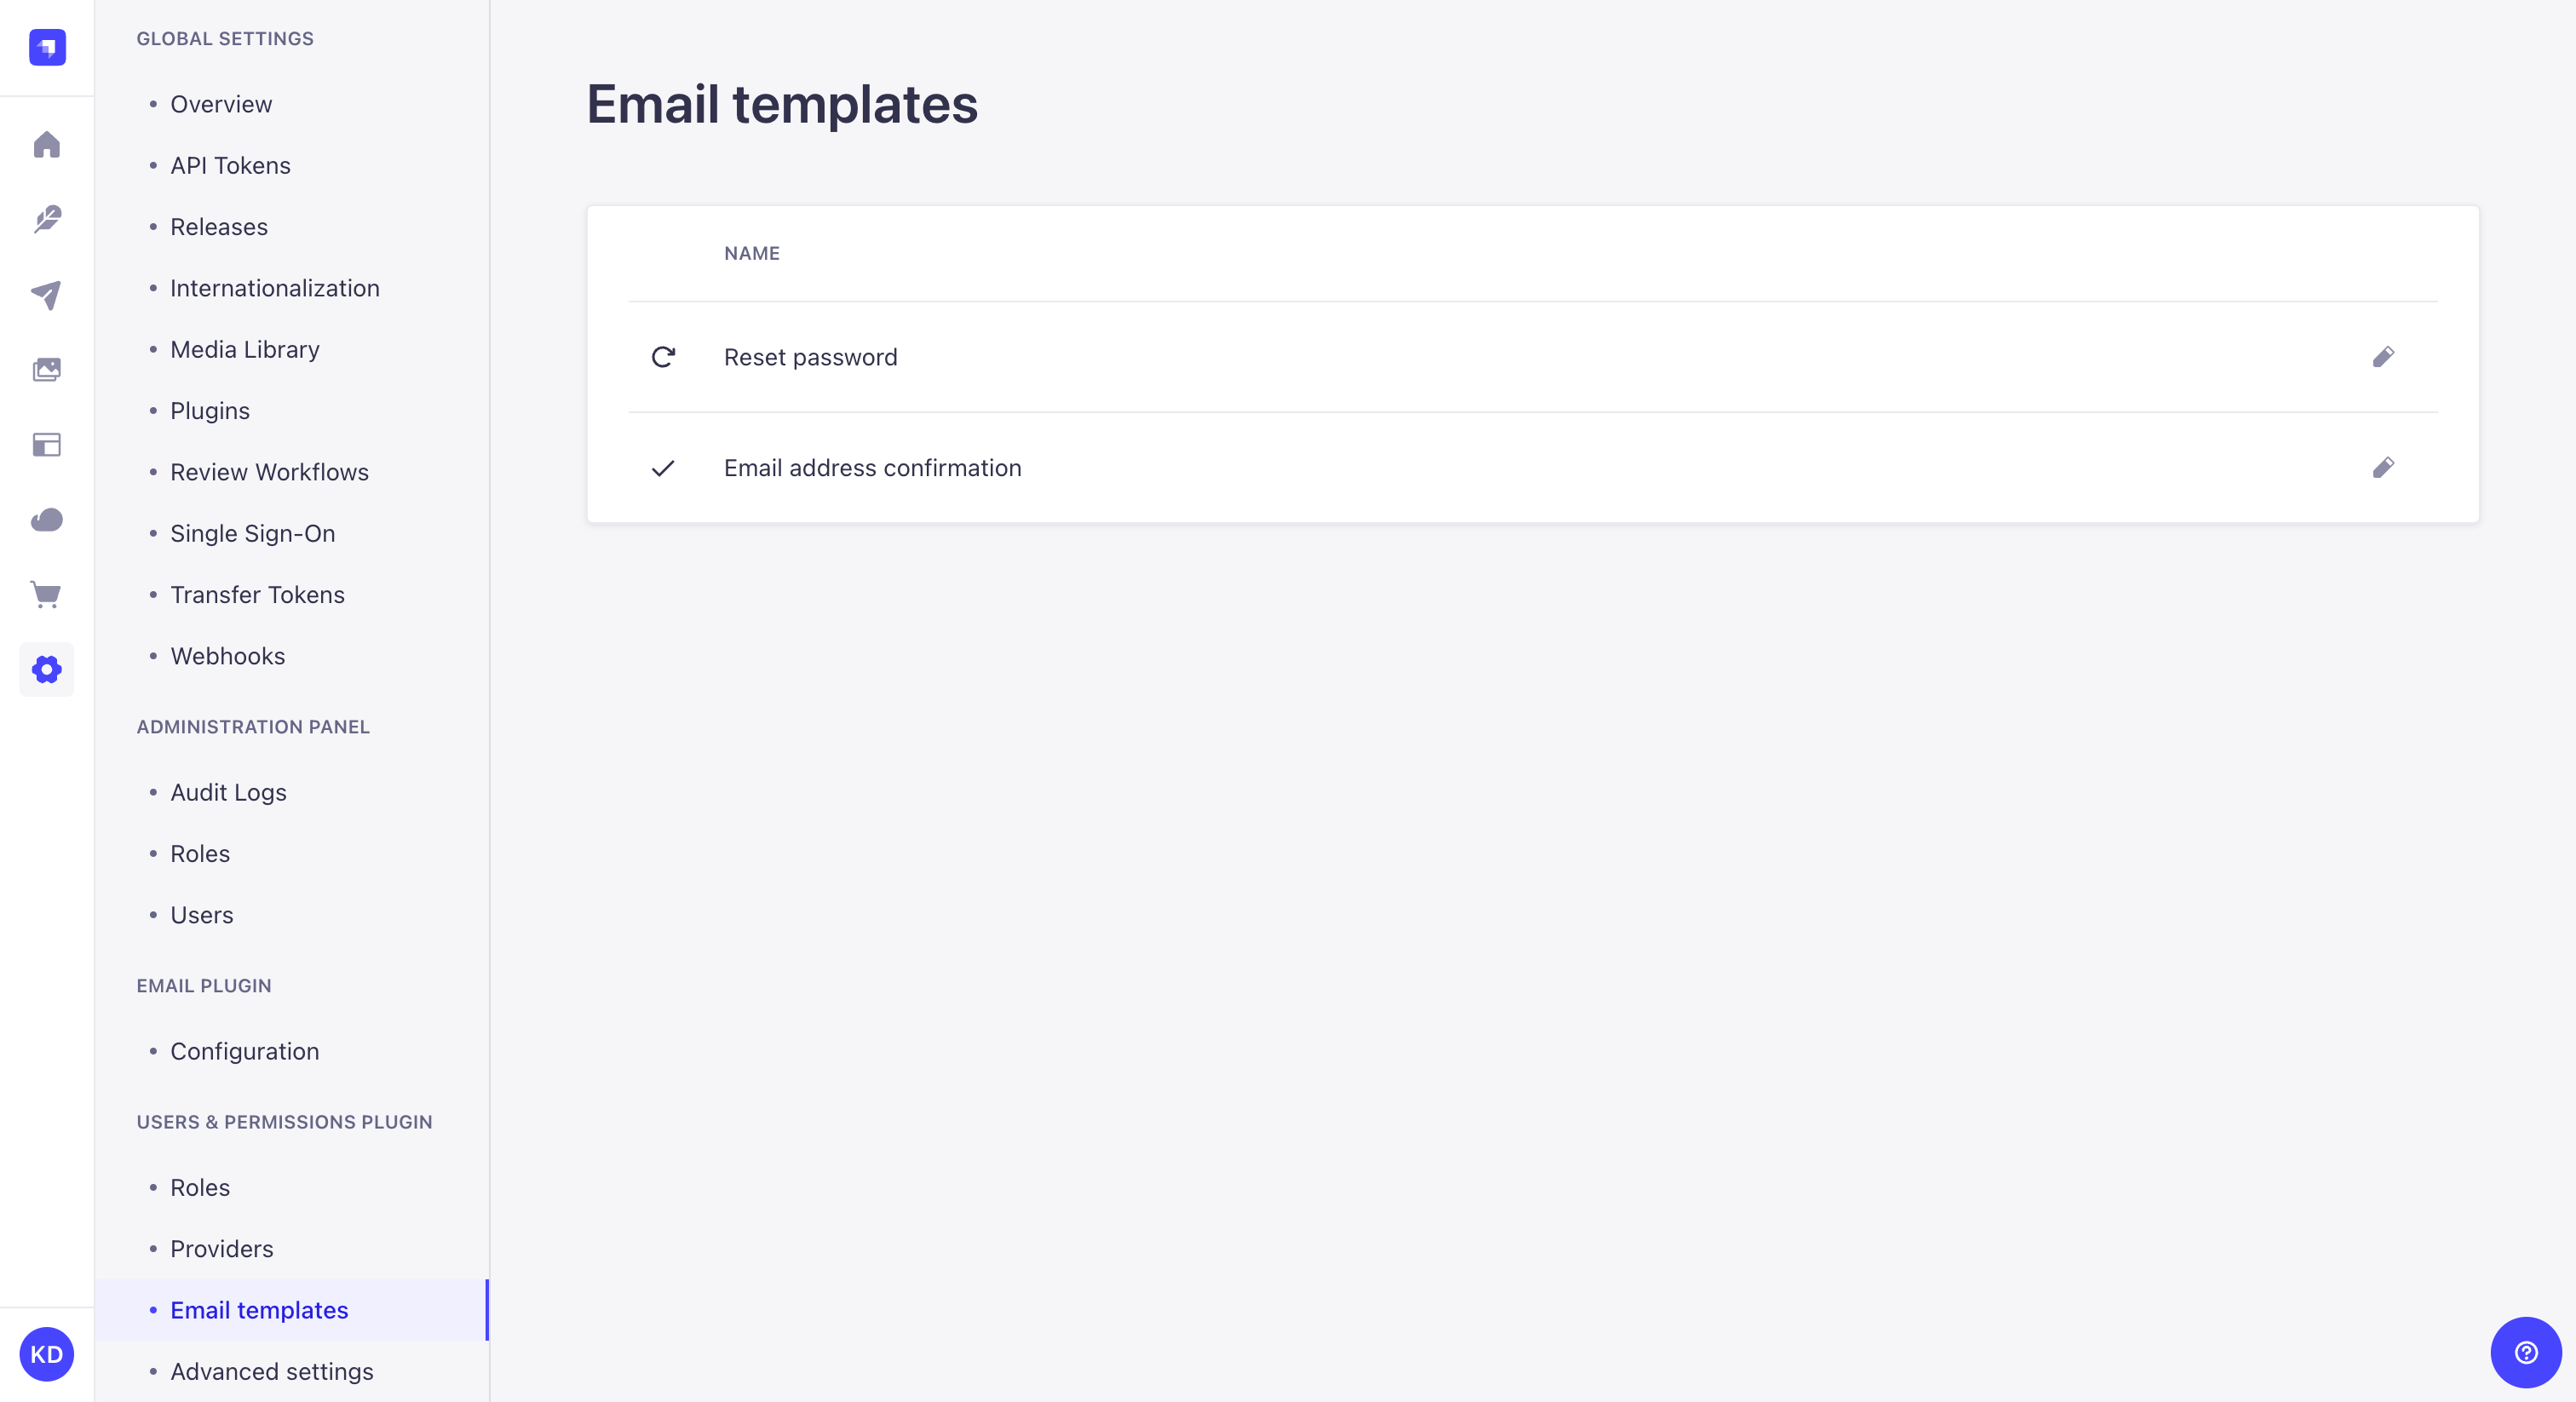 GLOBAL SETTINGS
Overview
API Tokens
Releases
Internationalization
Media Library
Plugins
Review Workflows
Single Sign-On
Transfer Tokens
Webhooks
ADMINISTRATION PANEL
Audit Logs
Roles
Users
EMAIL PLUGIN
Configuration
USERS & PERMISSIONS PLUGIN
Roles
Providers
Email templates
Advanced settings
KD
Email templates
NAME
Reset password
Email address confirmation